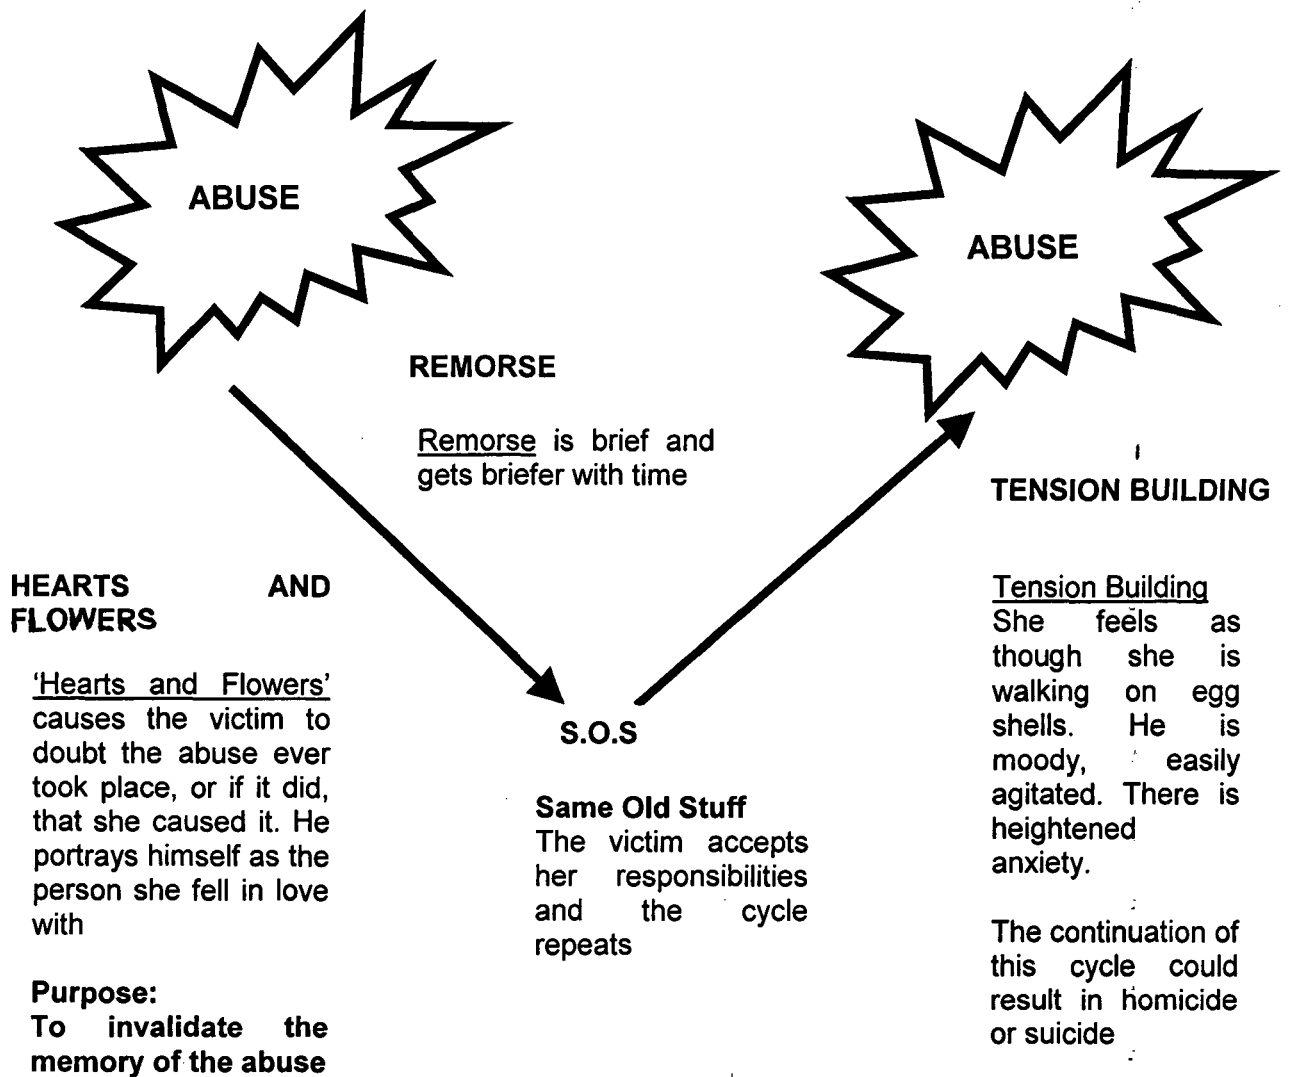 ABUSE
ABUSE
REMORSE
Remorse is brief and
gets briefer with time
HEARTS AND
FLOWERS
'Hearts and Flowers'
causes the victim to
doubt the abuse ever
took place, or if it did,
that she caused it. He
portrays himself as the
person she fell in love
with
Purpose:
To invalidate the
memory of the abuse
S.O.S
Same Old Stuff
The victim accepts
her responsibilities
and the cycle
repeats
TENSION BUILDING
Tension Building
She feels as
though she is
walking on egg
shells. He is
moody, easily
agitated. There is
heightened
anxiety.
The continuation of
this cycle could
result in homicide
or suicide